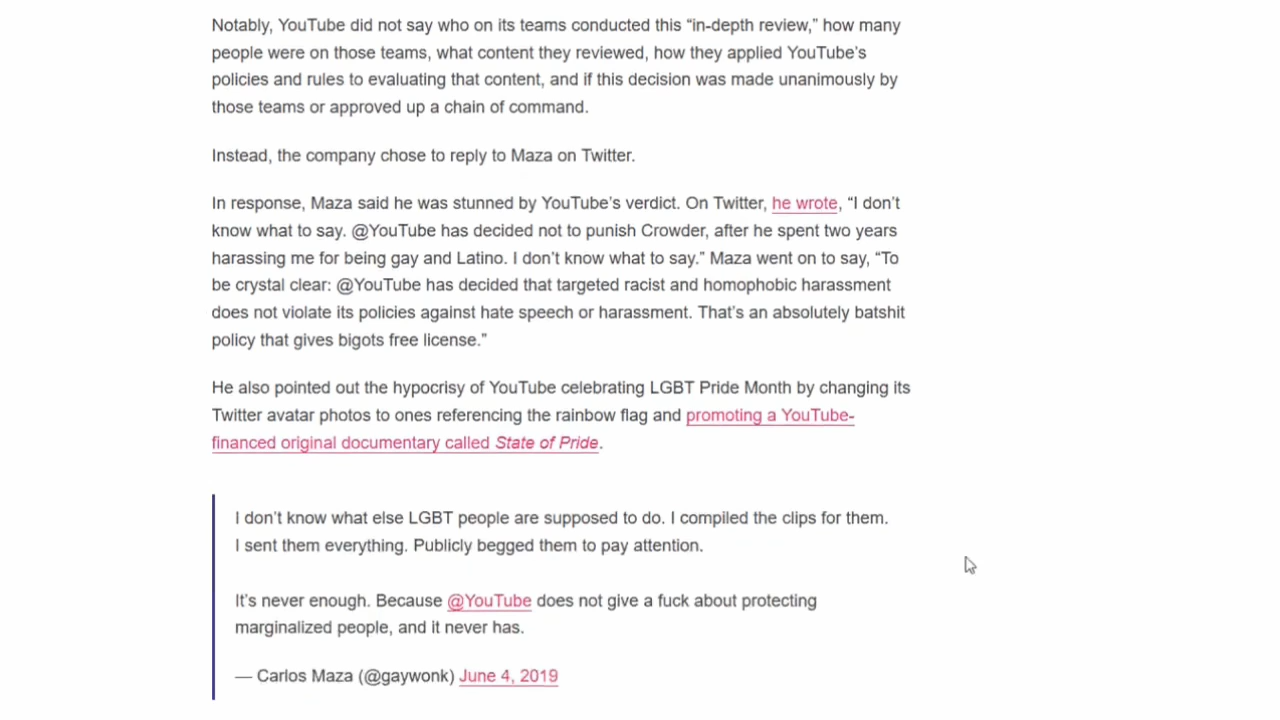 Notably, YouTube did not say who on its teams conducted this “in-depth review,” how many
people were on those teams, what content they reviewed, how they applied YouTube’s
policies and rules to evaluating that content, and if this decision was made unanimously by
those teams or approved up a chain of command.
Instead, the company chose to reply to Maza on Twitter.
In response, Maza said he was stunned by YouTube’s verdict. On Twitter, he wrote, “I don’t
know what to say. @YouTube has decided not to punish Crowder, after he spent two years
harassing me for being gay and Latino. I don’t know what to say.” Maza went on to say, “To
be crystal clear: @YouTube has decided that targeted racist and homophobic harassment
does not violate its policies against hate speech or harassment. That’s an absolutely batshit
policy that gives bigots free license.”
He also pointed out the hypocrisy of YouTube celebrating LGBT Pride Month by changing its
Twitter avatar photos to ones referencing the rainbow flag and promoting a YouTube-
financed original documentary called State of Pride.
I don’t know what else LGBT people are supposed to do. I compiled the clips for them.
I sent them everything. Publicly begged them to pay attention.
It’s never enough. Because @YouTube does not give a fuck about protecting
marginalized people, and it never has.
— Carlos Maza (@gaywonk) June 4, 2019